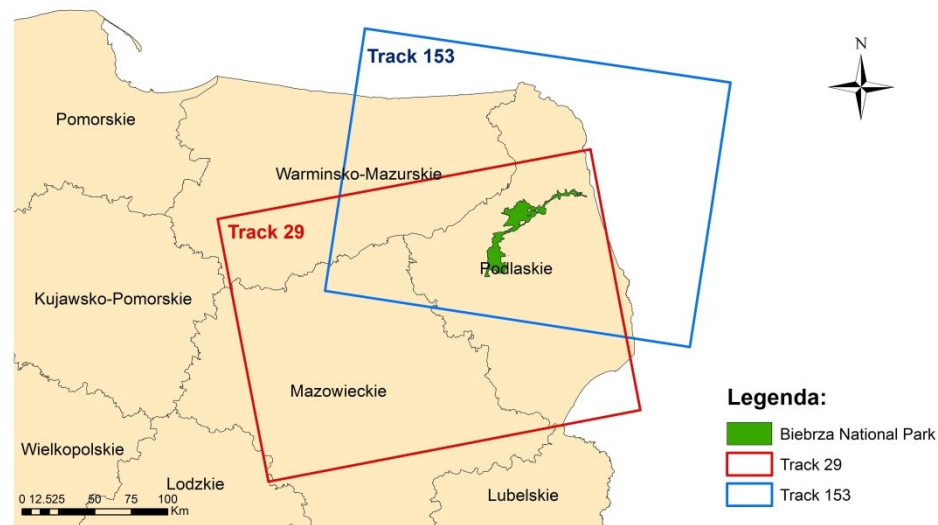 Track 153
N
Pomorskie
Warminsko-Mazurskie
Track 29
Podlaskie
Kujawsko-Pomorskie
Mazowieckie
Legenda:
Biebrza National Park
Wielkopolskie
Track 29
Lodzkie
Lubelskie
Track 153
0 12.525 50 75 100
Km